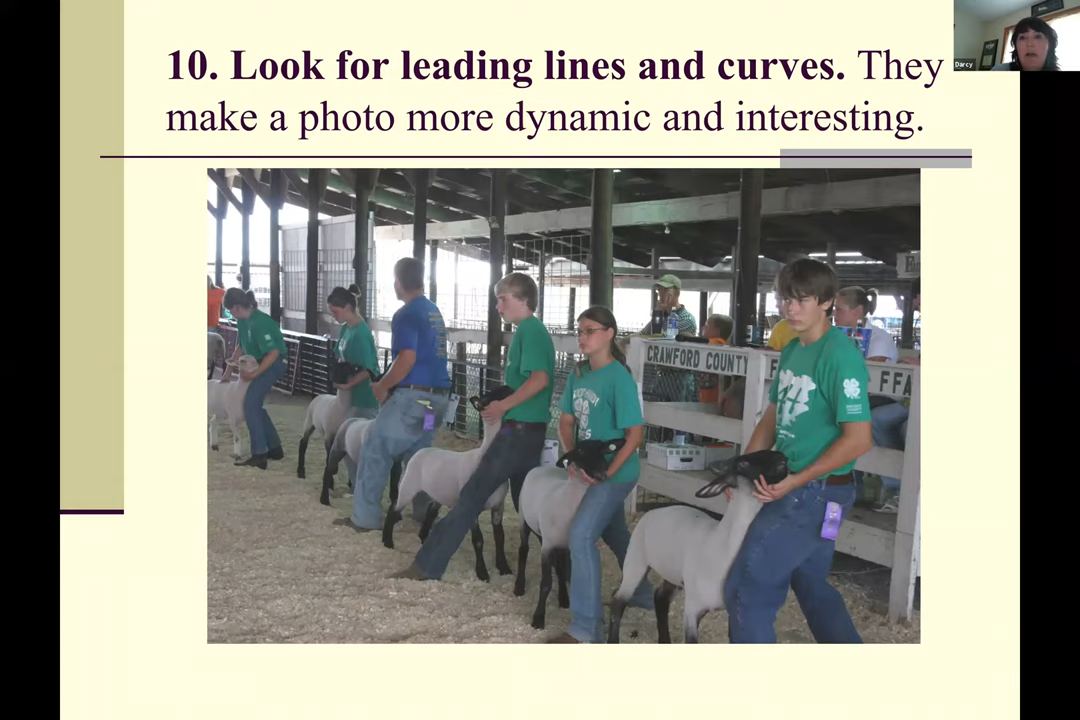 10. Look for leading lines and curves. They
make a photo more dynamic and interesting.
Darcy
CRAWFORD COUNTY
F
FFA